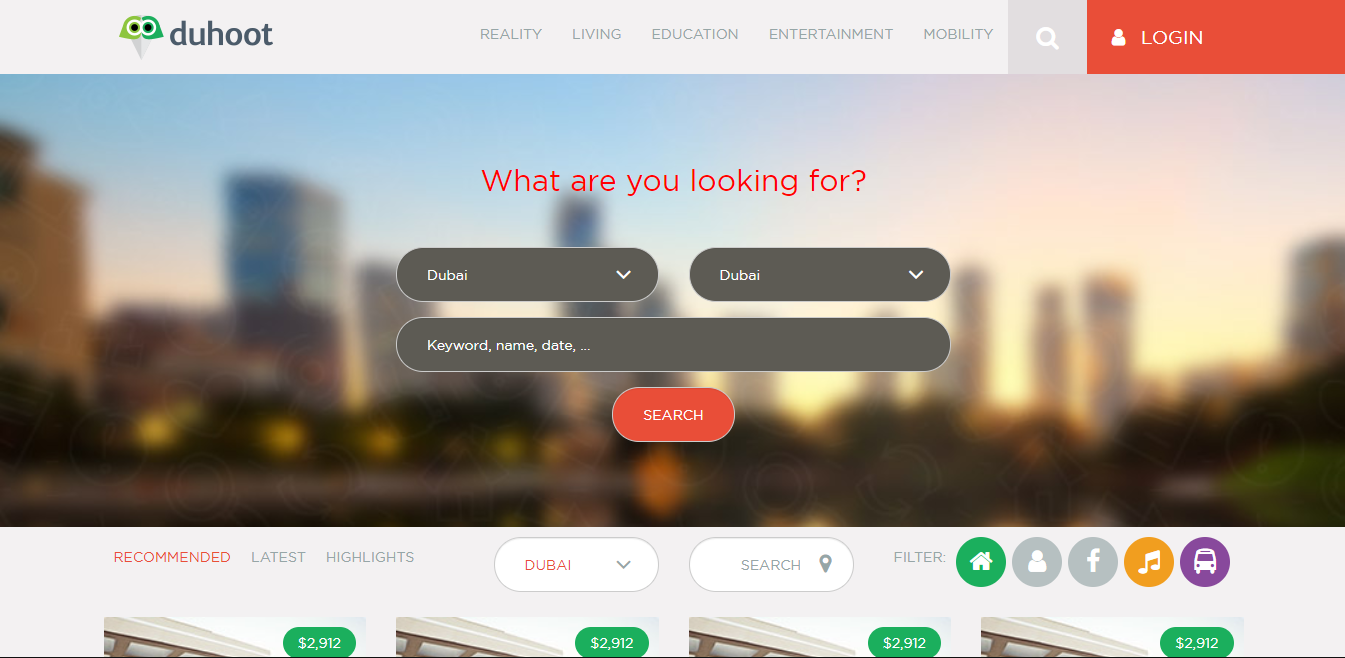 duhoot
REALITY LIVING EDUCATION ENTERTAINMENT MOBILITY LOGIN
What are you looking for?
Dubai Dubai
Keyword, name, date, ...
SEARCH
RECOMMENDED LATEST HIGHLIGHTS DUBAI SEARCH FILTER: f
$2,912 $2,912 $2,912 $2,912